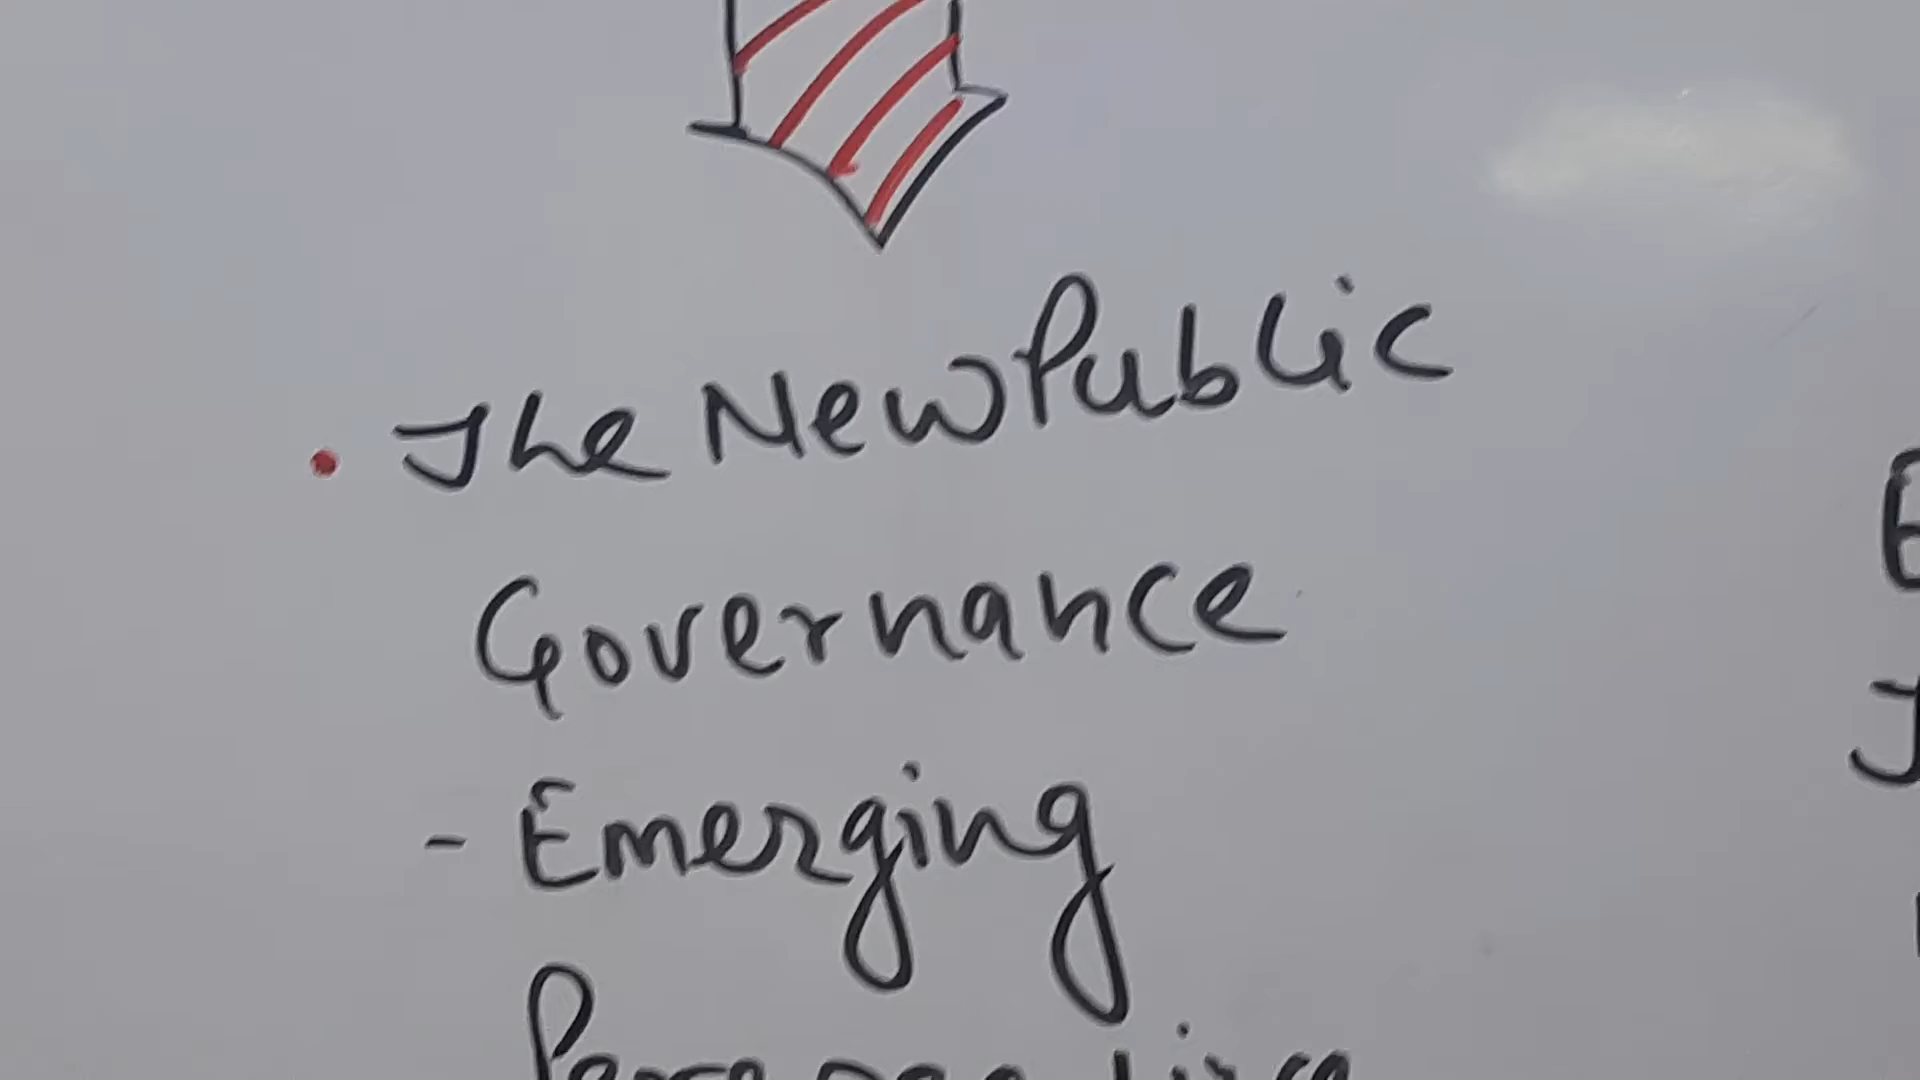 • The New Public
Governance
- Emerging